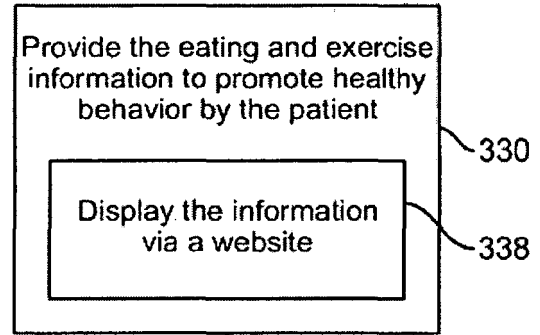 Provide the eating and exercise
information to promote healthy
behavior by the patient
330
Display the information
via a website
338